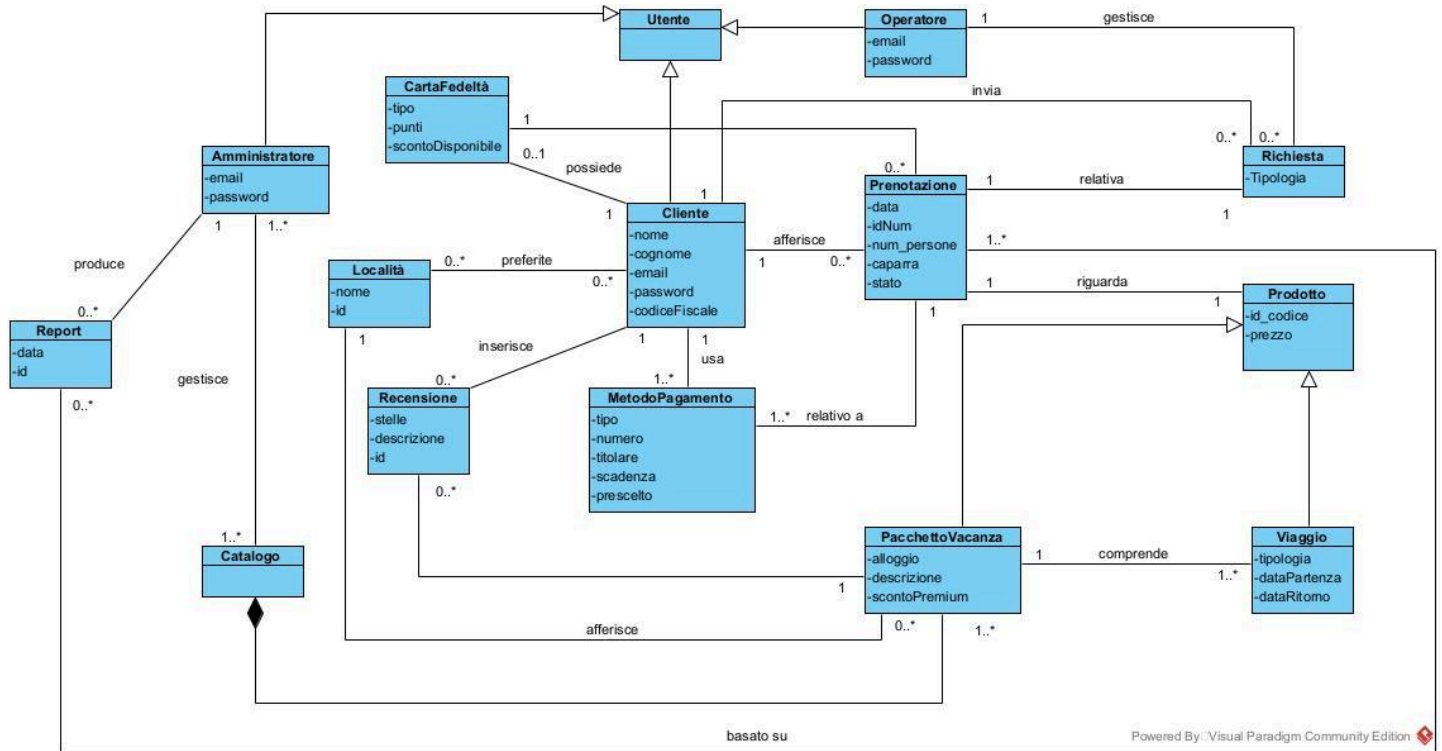 Utente
Operatore
-email
-password
1
gestisce
CartaFedeltà
-tipo
-punti
-scontoDisponibile
invia
1
0..1
possiede
0..*
0..*
0..*
Amministratore
-email
-password
1
1..*
Richiesta
-Tipologia
Prenotazione
-data
-idNum
-num_persone
-caparra
-stato
1
relativa
1
1
1
Cliente
-nome
-cognome
-email
-password
-codiceFiscale
afferisce
1
0..*
1..*
produce
0..*
Località
-nome
-id
0..*
preferite
0..*
1
riguarda
1
Prodotto
-id_codice
-prezzo
Report
-data
-id
0..*
1
inserisce
1
1
usa
1
gestisce
0..*
1..*
Recensione
-stelle
-descrizione
-id
0..*
MetodoPagamento
-tipo
-numero
-titolare
-scadenza
-prescelto
1..*
relativo a
1..*
Catalogo
PacchettoVacanza
-alloggio
-descrizione
-scontoPremium
1
comprende
1..*
Viaggio
-tipologia
-dataPartenza
-dataRitorno
1
afferisce
0..*
1..*
basato su
Powered By Visual Paradigm Community Edition